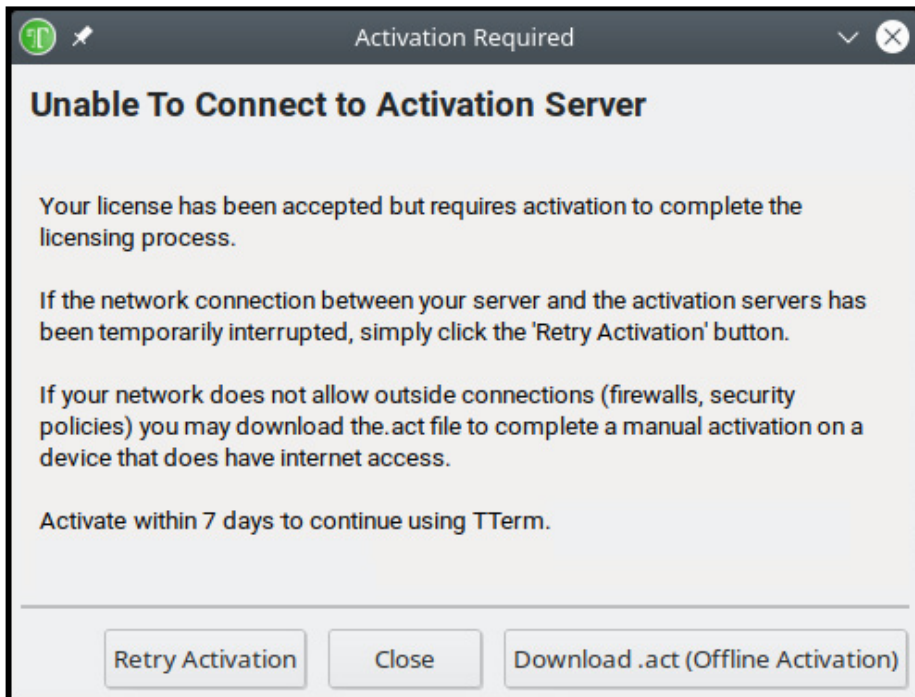 Activation Required
Unable To Connect to Activation Server
Your license has been accepted but requires activation to complete the
licensing process.
If the network connection between your server and the activation servers has
been temporarily interrupted, simply click the 'Retry Activation' button.
If your network does not allow outside connections (firewalls, security
policies) you may download the.act file to complete a manual activation on a
device that does have internet access.
Activate within 7 days to continue using TTerm.
Retry Activation
Close
Download .act (Offline Activation)